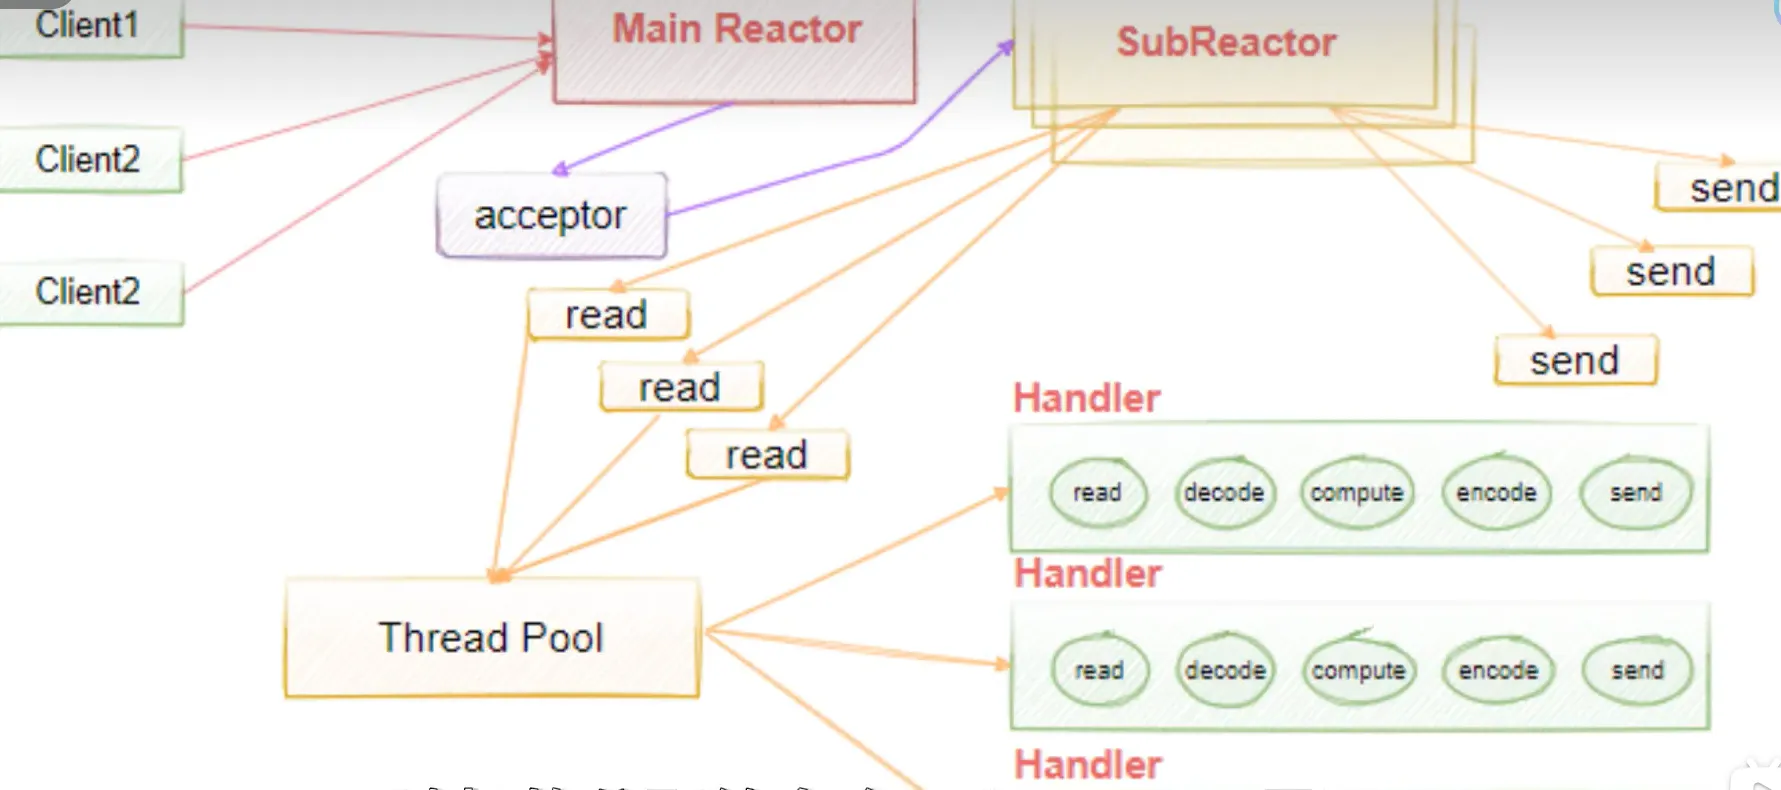 Client1
Main Reactor
SubReactor
Client2
acceptor
send
Client2
send
read
send
read
Handler
read
read decode compute encode send
Handler
Thread Pool
read decode compute encode send
Handler